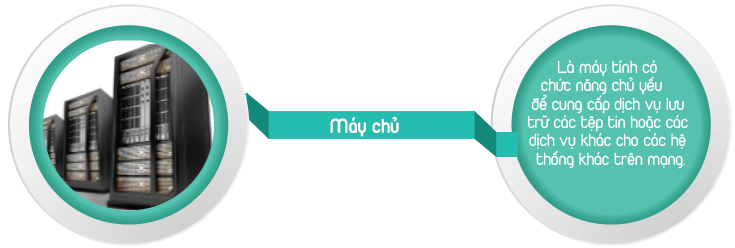 Máy chủ
Là máy tính có
chức năng chủ yếu
để cung cấp dịch vụ lưu
trữ các tệp tin hoặc các
dịch vụ khác cho các hệ
thống khác trên mạng.